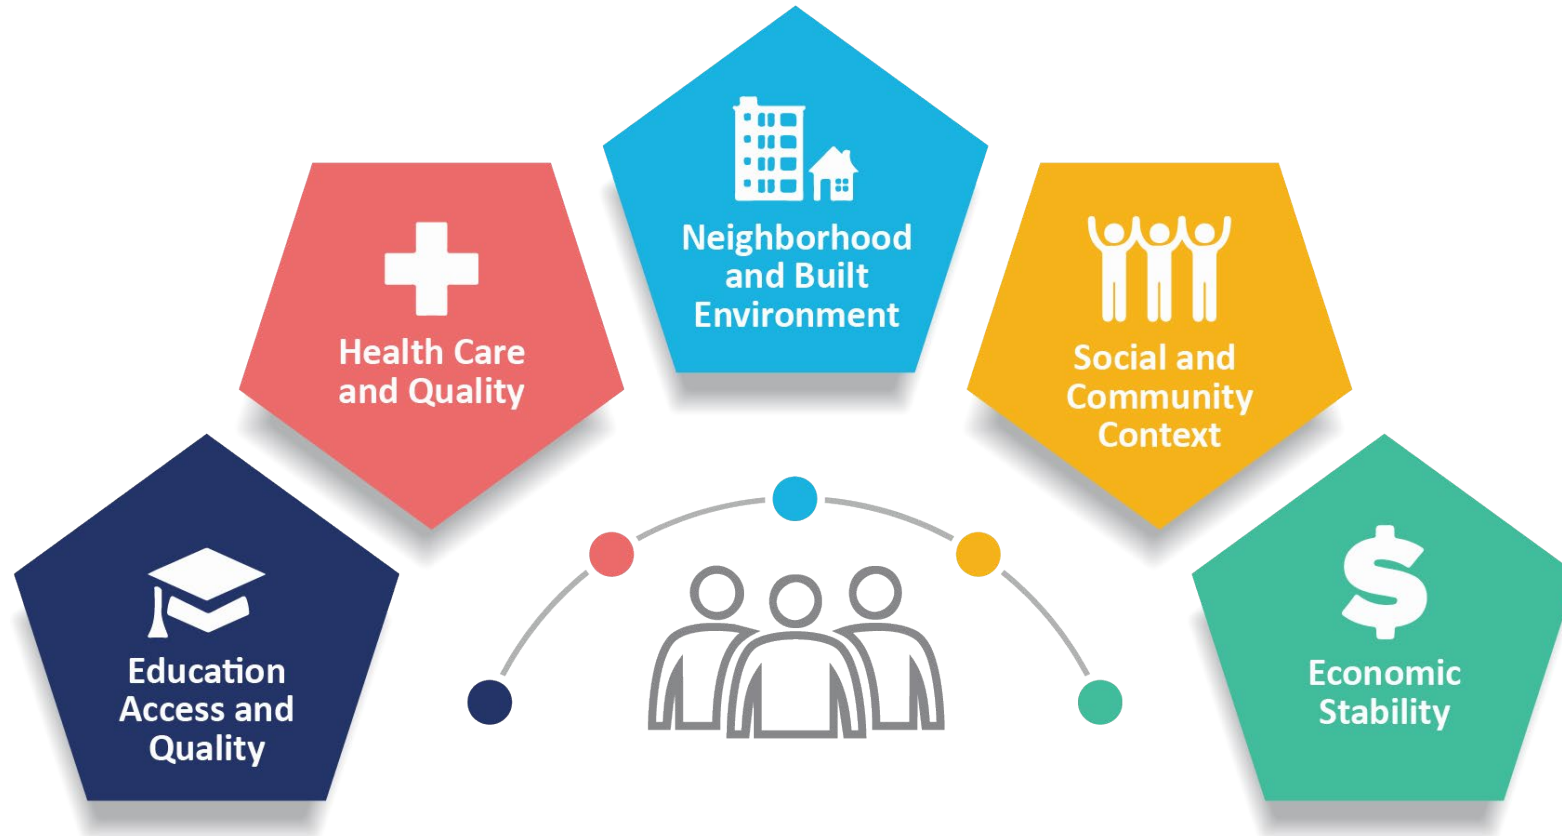 Education
Access and
Quality
Health Care
and Quality
Neighborhood
and Built
Environment
Social and
Community
Context
Economic
Stability